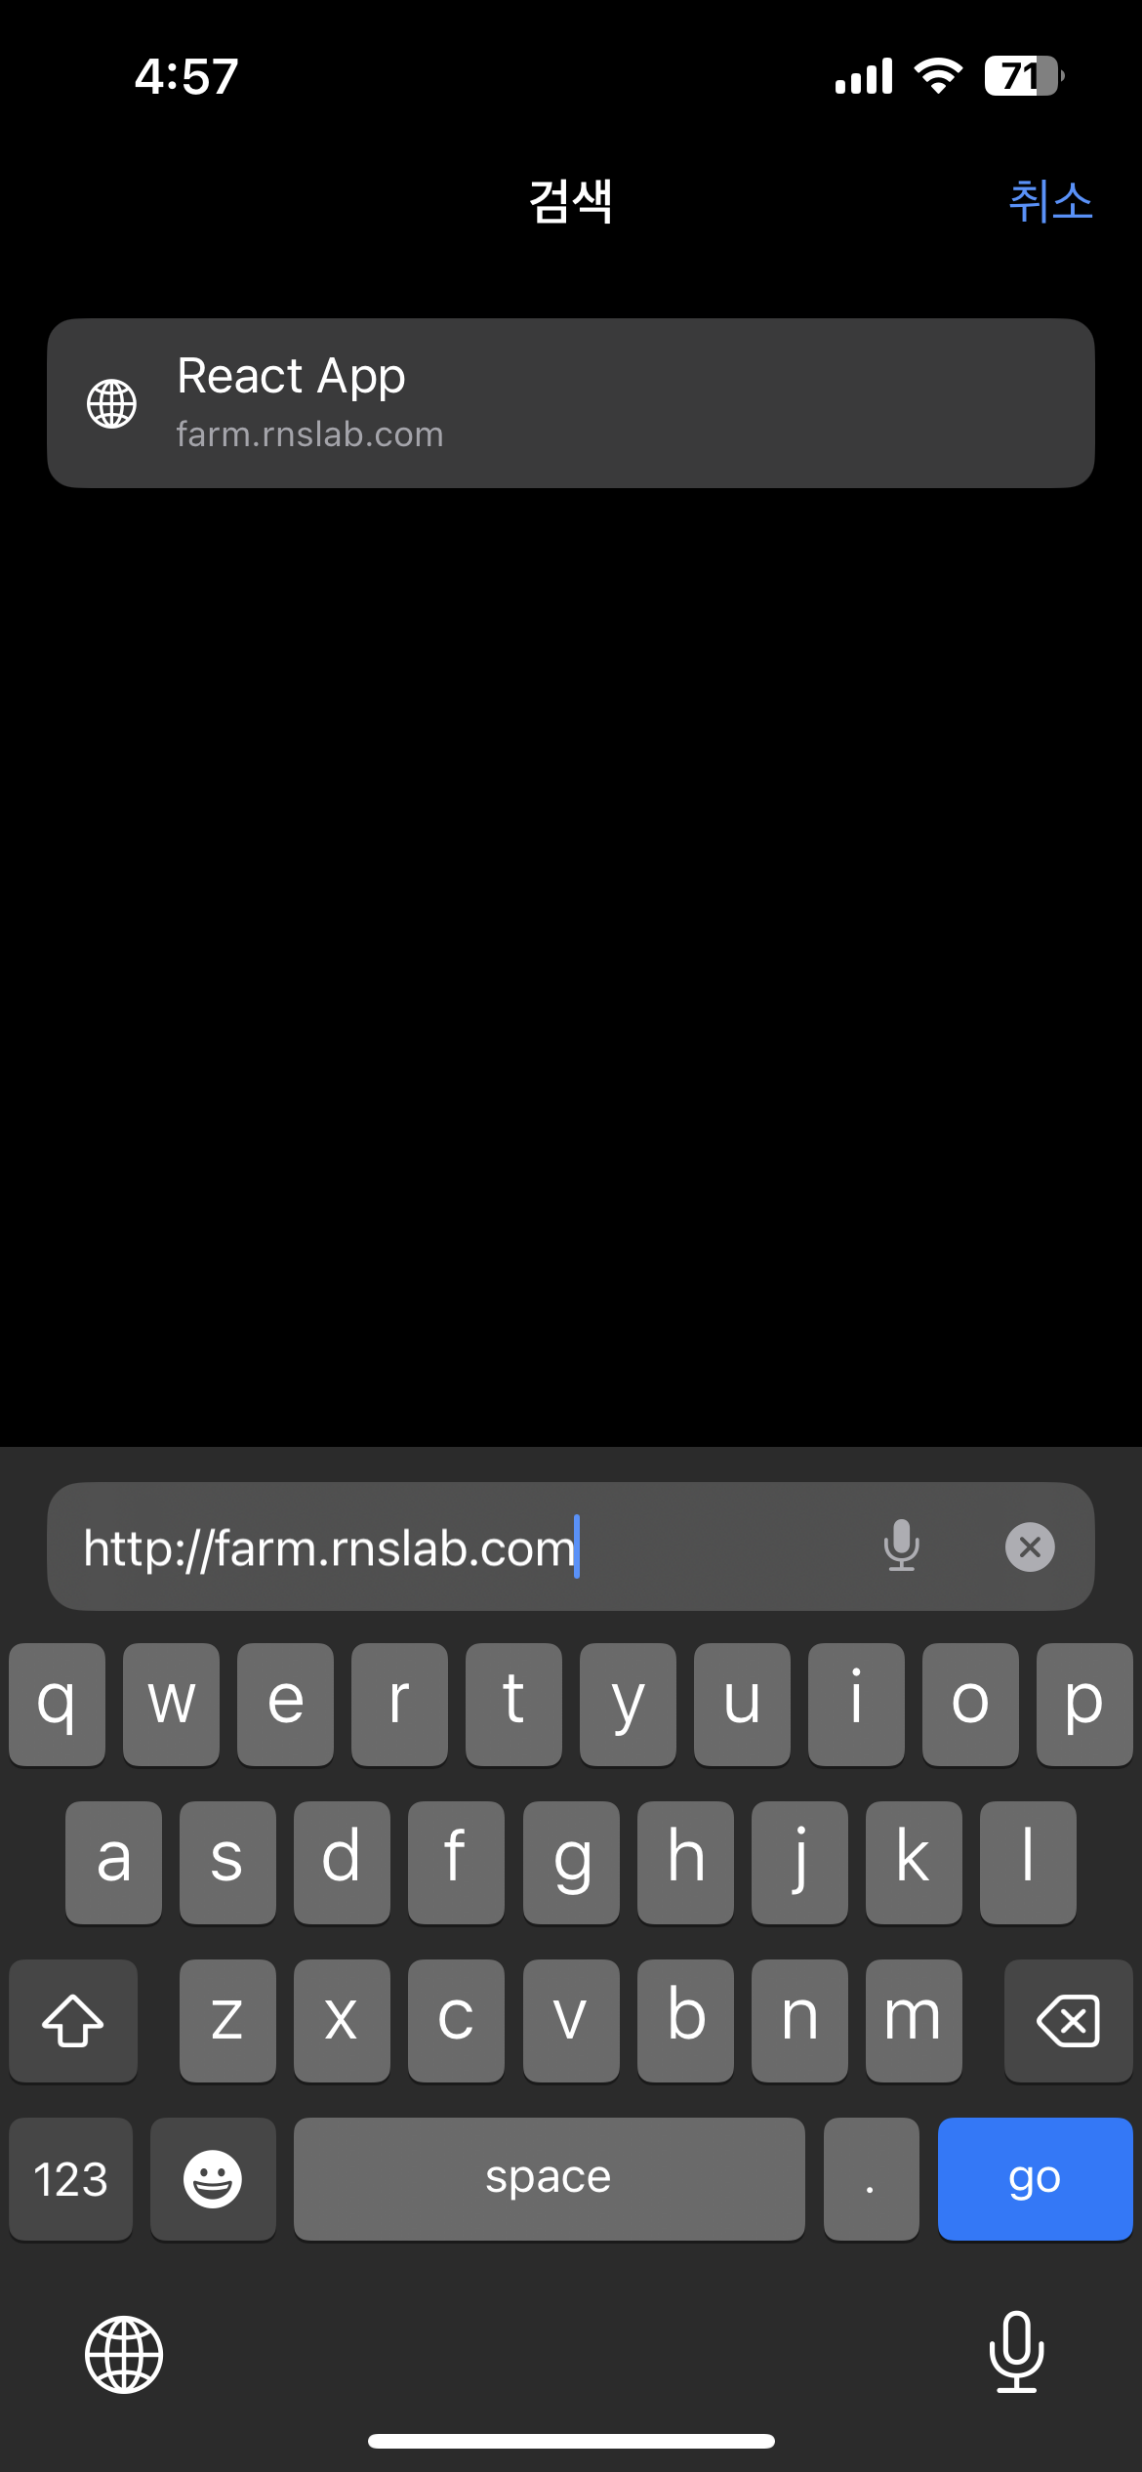 4:57
71
검색
취소
React App
farm.rnslab.com
http://farm.rnslab.com
q w e r t y u i o p
a s d f g h j k l
z x c v b n m
123 space . go